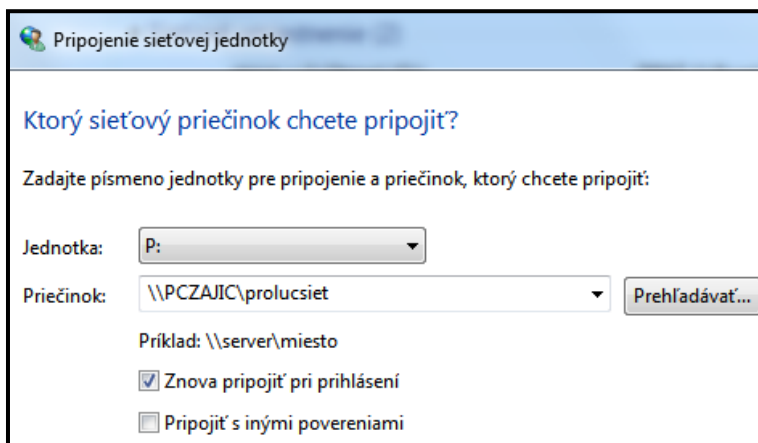 Pripojenie sieťovej jednotky
Ktorý sieťový priečinok chcete pripojiť?
Zadajte písmeno jednotky pre pripojenie a priečinok, ktorý chcete pripojiť:
Jednotka: P:
Priečinok: \\PCZAJIC\prolucsiet Prehľadávať...
Príklad: \\server\miesto
Znova pripojiť pri prihlásení
Pripojiť s inými povereniami